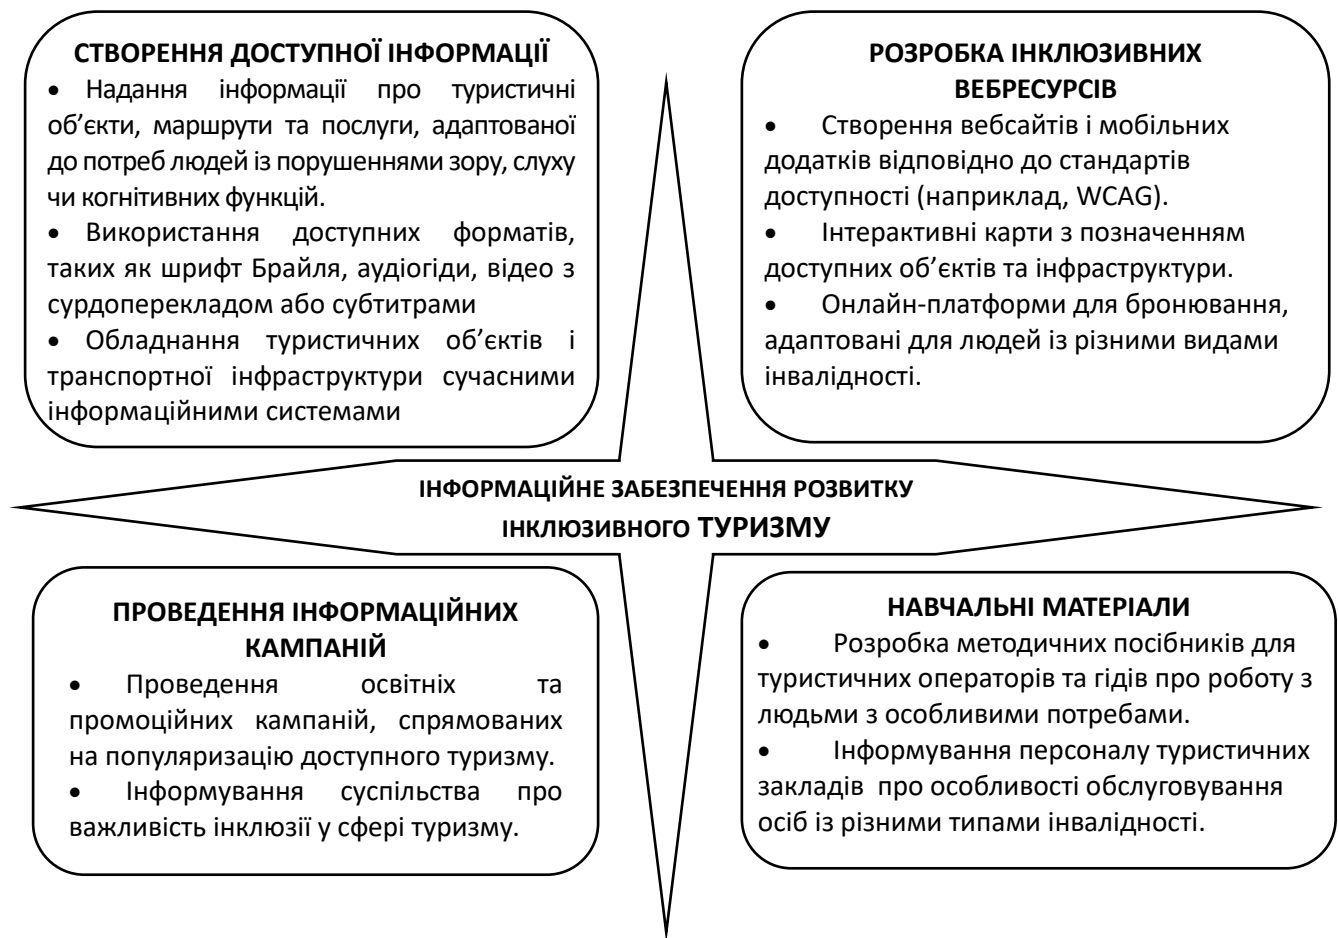 СТВОРЕННЯ ДОСТУПНОЇ ІНФОРМАЦІЇ
• Надання інформації про туристичні
об’єкти, маршрути та послуги, адаптованої
до потреб людей із порушеннями зору, слуху
чи когнітивних функцій.
• Використання доступних форматів,
таких як шрифт Брайля, аудіогіди, відео з
сурдоперекладом або субтитрами
• Обладнання туристичних об’єктів і
транспортної інфраструктури сучасними
інформаційними системами
РОЗРОБКА ІНКЛЮЗИВНИХ
ВЕБРЕСУРСІВ
• Створення вебсайтів і мобільних
додатків відповідно до стандартів
доступності (наприклад, WCAG).
• Інтерактивні карти з позначенням
доступних об’єктів та інфраструктури.
• Онлайн-платформи для бронювання,
адаптовані для людей із різними видами
інвалідності.
ІНФОРМАЦІЙНЕ ЗАБЕЗПЕЧЕННЯ РОЗВИТКУ
ІНКЛЮЗИВНОГО ТУРИЗМУ
ПРОВЕДЕННЯ ІНФОРМАЦІЙНИХ
КАМПАНІЙ
• Проведення освітніх та
промоційних кампаній, спрямованих
на популяризацію доступного туризму.
• Інформування суспільства про
важливість інклюзії у сфері туризму.
НАВЧАЛЬНІ МАТЕРІАЛИ
• Розробка методичних посібників для
туристичних операторів та гідів про роботу з
людьми з особливими потребами.
• Інформування персоналу туристичних
закладів про особливості обслуговування
осіб із різними типами інвалідності.